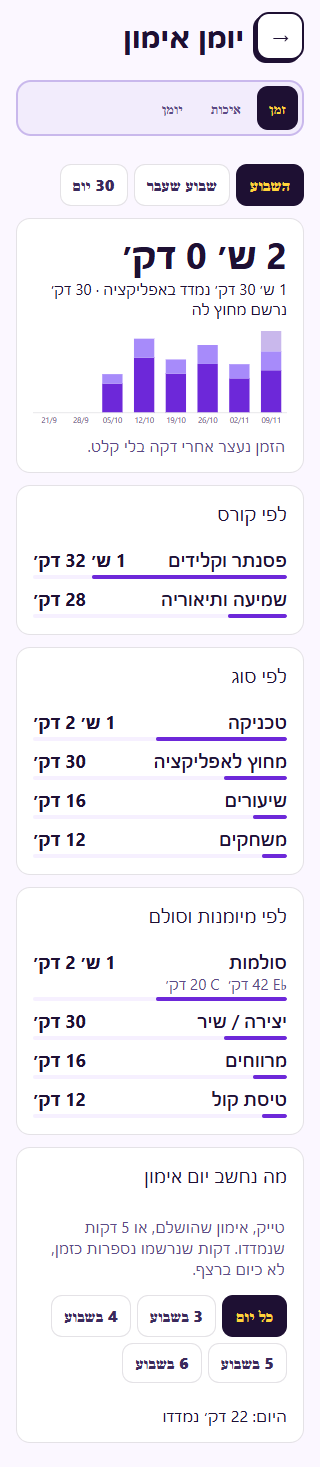 → יומן אימון
זמן איכות יומן
השבוע שבוע שעבר 30 יום
2 ש׳ 0 דק׳
1 ש׳ 30 דק׳ נמדד באפליקציה · 30 דק׳
נרשם מחוץ לה
21/9 28/9 05/10 12/10 19/10 26/10 02/11 09/11
הזמן נעצר אחרי דקה בלי קלט.
לפי קורס
פסנתר וקלידים 1 ש׳ 32 דק׳
שמיעה ותיאוריה 28 דק׳
לפי סוג
טכניקה 1 ש׳ 2 דק׳
מחוץ לאפליקציה 30 דק׳
שיעורים 16 דק׳
משחקים 12 דק׳
לפי מיומנות וסולם
סולמות 1 ש׳ 2 דק׳
E♭ 42 דק׳ C 20 דק׳
יצירה / שיר 30 דק׳
מרווחים 16 דק׳
טיסת קול 12 דק׳
מה נחשב יום אימון
טייק, אימון שהושלם, או 5 דקות
שנמדדו. דקות שנרשמו נספרות כזמן,
לא כיום ברצף.
כל יום 3 בשבוע 4 בשבוע
5 בשבוע 6 בשבוע
היום: 22 דק׳ נמדדו